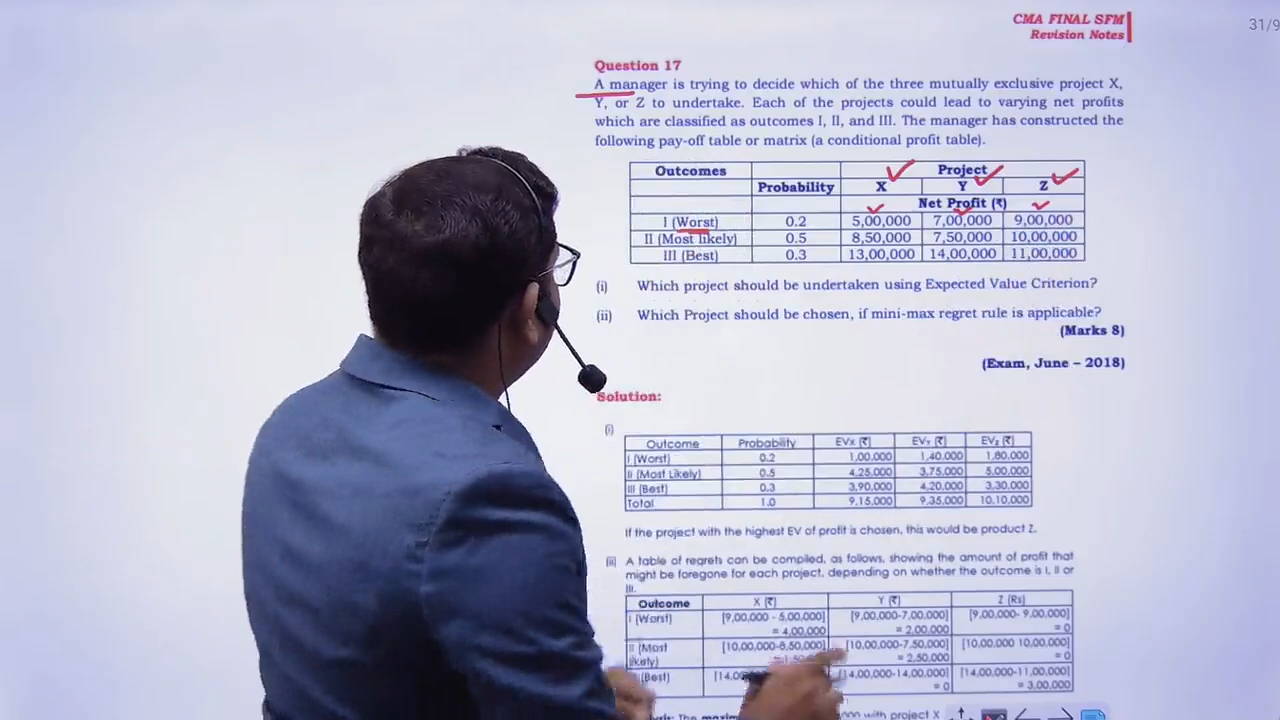 CMA FINAL SFM
Revision Notes
31/9
Question 17
A manager is trying to decide which of the three mutually exclusive project X,
Y, or Z to undertake. Each of the projects could lead to varying net profits
which are classified as outcomes I, II, and III. The manager has constructed the
following pay-off table or matrix (a conditional profit table).
Outcomes Project
Probability X Y Z
Net Profit (₹)
I (Worst) 0.2 5,00,000 7,00,000 9,00,000
II (Most likely) 0.5 8,50,000 7,50,000 10,00,000
III (Best) 0.3 13,00,000 14,00,000 11,00,000
(i) Which project should be undertaken using Expected Value Criterion?
(ii) Which Project should be chosen, if mini-max regret rule is applicable?
(Marks 8)
(Exam, June – 2018)
Solution:
(i)
Outcome Probability EVx (₹) EVY (₹) EVZ (₹)
I (Worst) 0.2 1,00,000 1,40,000 1,80,000
Ii (Most Likely) 0.5 4,25,000 3,75,000 5,00,000
III (Best) 0.3 3,90,000 4,20,000 3,30,000
Total 1.0 9,15,000 9,35,000 10,10,000
If the project with the highest EV of profit is chosen, this would be product Z.
(ii) A table of regrets can be compiled, as follows, showing the amount of profit that
might be foregone for each project, depending on whether the outcome is I, II or
III.
Outcome X (₹) Y (₹) Z (Rs)
I (Worst) [9,00,000 - 5,00,000] [9,00,000-7,00,000] [9,00,000- 9,00,000]
= 4,00,000 = 2,00,000 = 0
II (Most [10,00,000-8,50,000] [10,00,000-7,50,000] [10,00,000 10,00,000]
likely) = 2,50,000 = 0
(Best) [14,00,000-14,00,000] [14,00,000-11,00,000]
= 0 = 3,00,000
The with project X